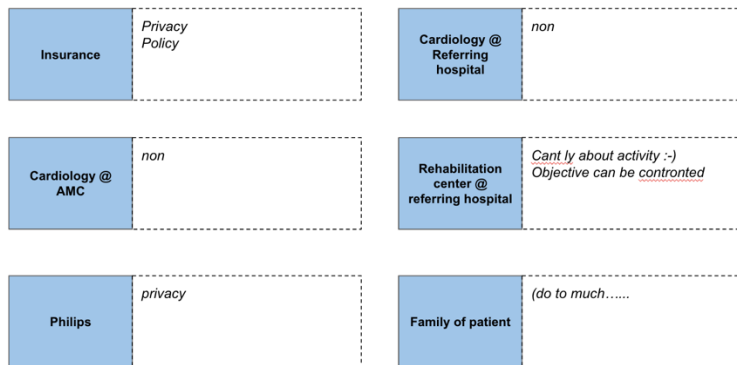 Insurance
Privacy
Policy
Cardiology @
Referring
hospital
non
Cardiology @
AMC
non
Rehabilitation
center @
referring hospital
Cant ly about activity :-)
Objective can be contronted
Philips
privacy
Family of patient
(do to much…...